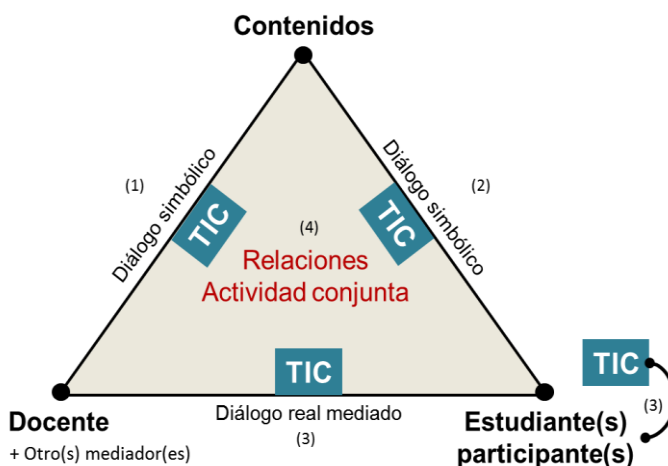 Contenidos
(1)
Diálogo simbólico
TIC
(2)
Diálogo simbólico
TIC
(4)
Relaciones
Actividad conjunta
TIC
TIC
(3)
Docente
+ Otro(s) mediador(es)
Diálogo real mediado
(3)
Estudiante(s)
participante(s)